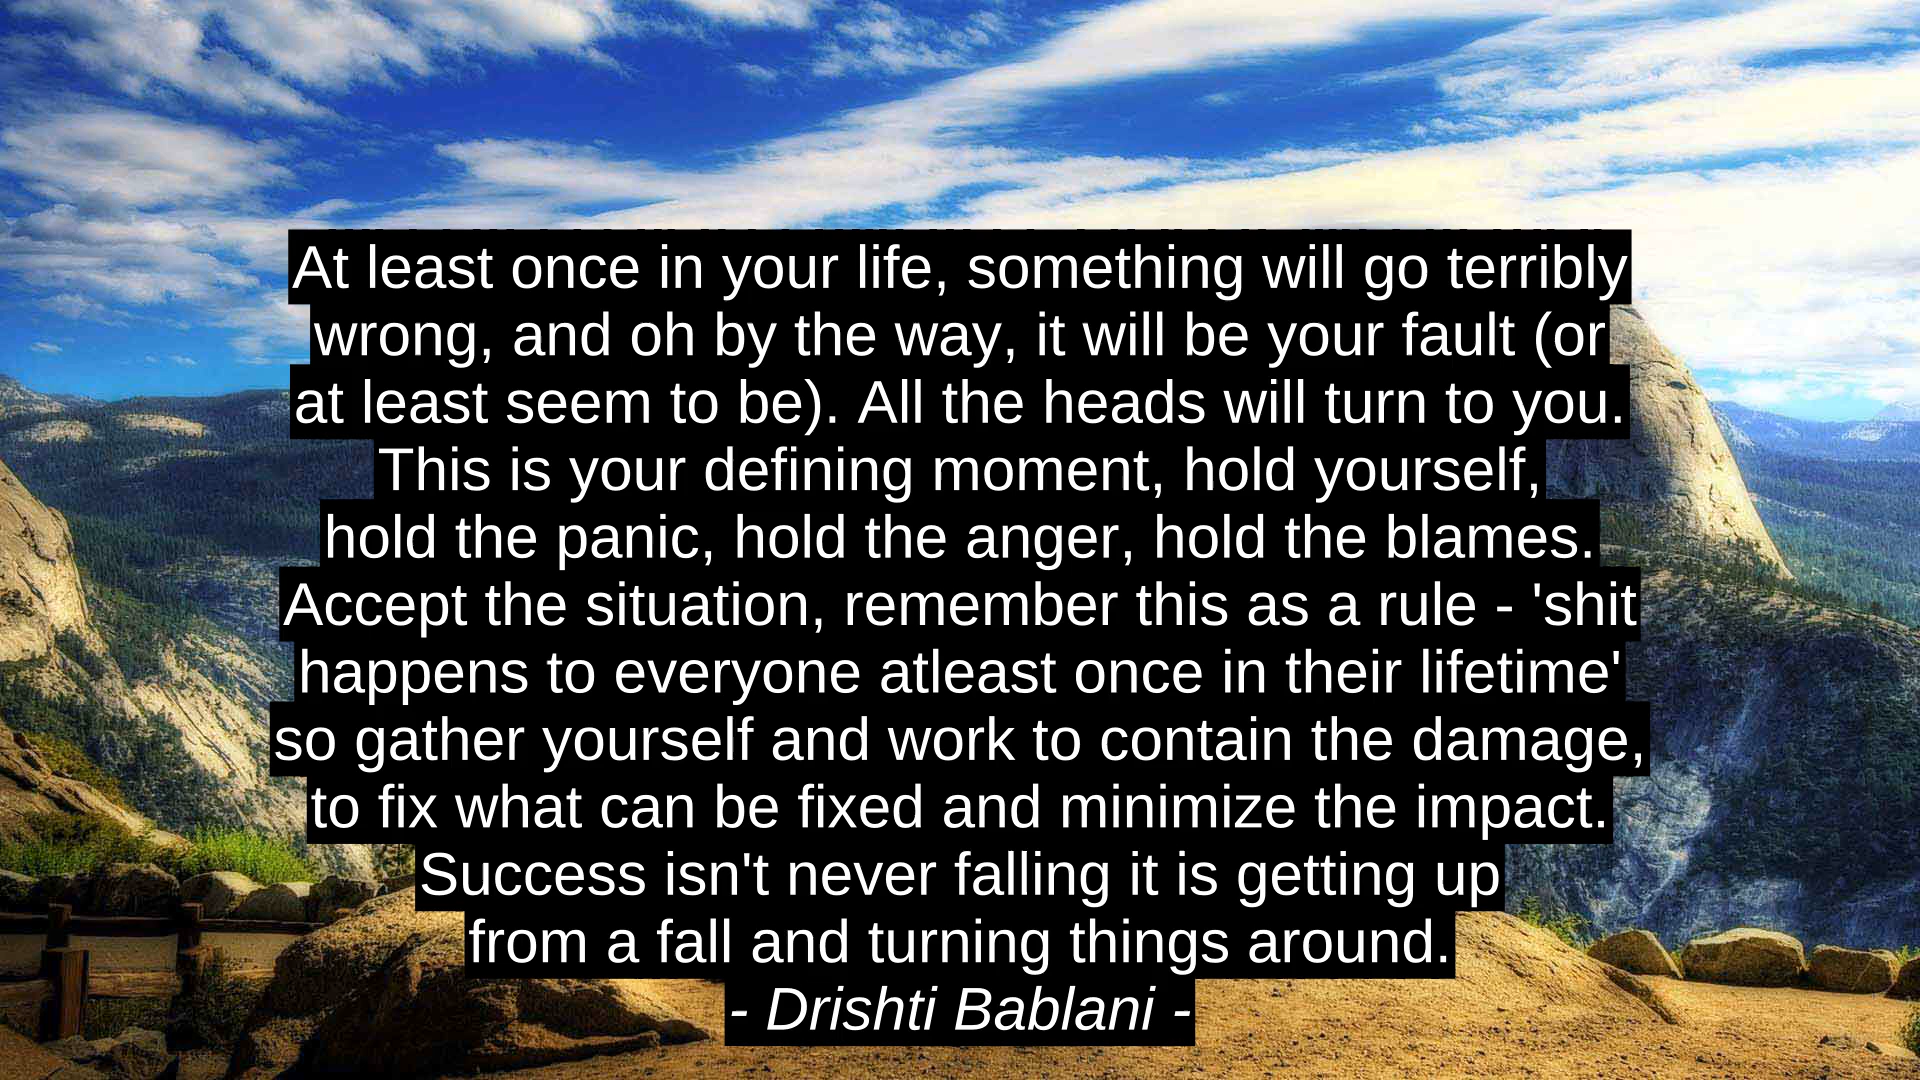 At least once in your life, something will go terribly
wrong, and oh by the way, it will be your fault (or
at least seem to be). All the heads will turn to you.
This is your defining moment, hold yourself,
hold the panic, hold the anger, hold the blames.
Accept the situation, remember this as a rule - 'shit
happens to everyone atleast once in their lifetime'
so gather yourself and work to contain the damage,
to fix what can be fixed and minimize the impact.
Success isn't never falling it is getting up
from a fall and turning things around.
- Drishti Bablani -